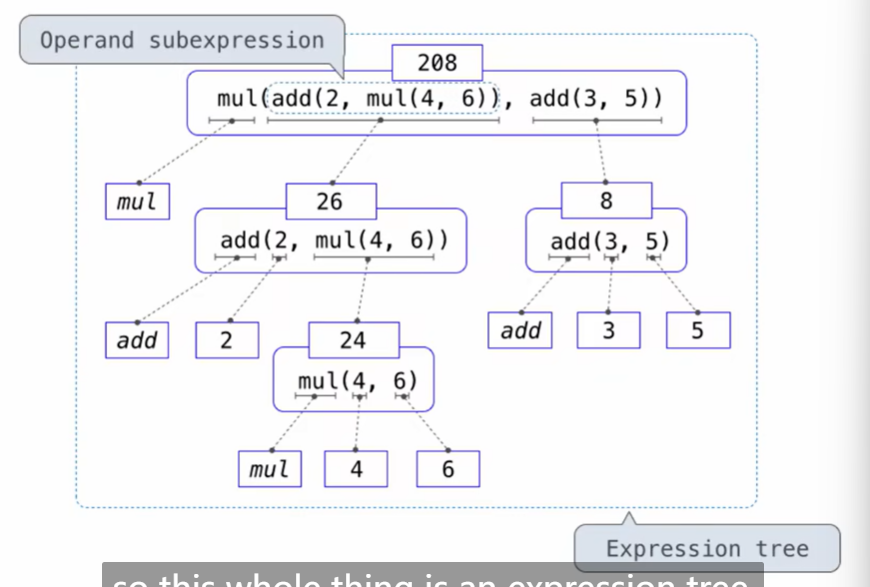 Operand subexpression
208
mul(add(2, mul(4, 6)), add(3, 5))
mul
26
8
add(2, mul(4, 6))
add(3, 5)
add
2
24
add
3
5
mul(4, 6)
mul
4
6
Expression tree
so this whole thing is an expression tree